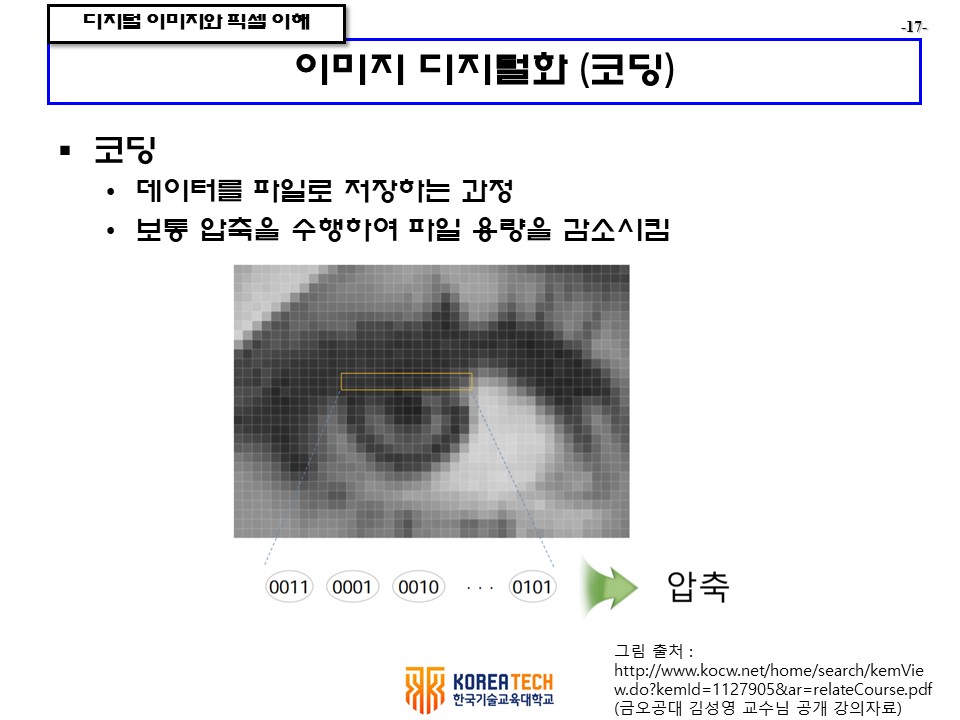 디지털 이미지와 픽셀 이해
-17-
이미지 디지털화 (코딩)
▪ 코딩
• 데이터를 파일로 저장하는 과정
• 보통 압축을 수행하여 파일 용량을 감소시킴
0011 0001 0010 · · · 0101 압축
그림 출처 :
http://www.kocw.net/home/search/kemVie
w.do?kemId=1127905&ar=relateCourse.pdf
(금오공대 김성영 교수님 공개 강의자료)
KOREATECH
한국기술교육대학교